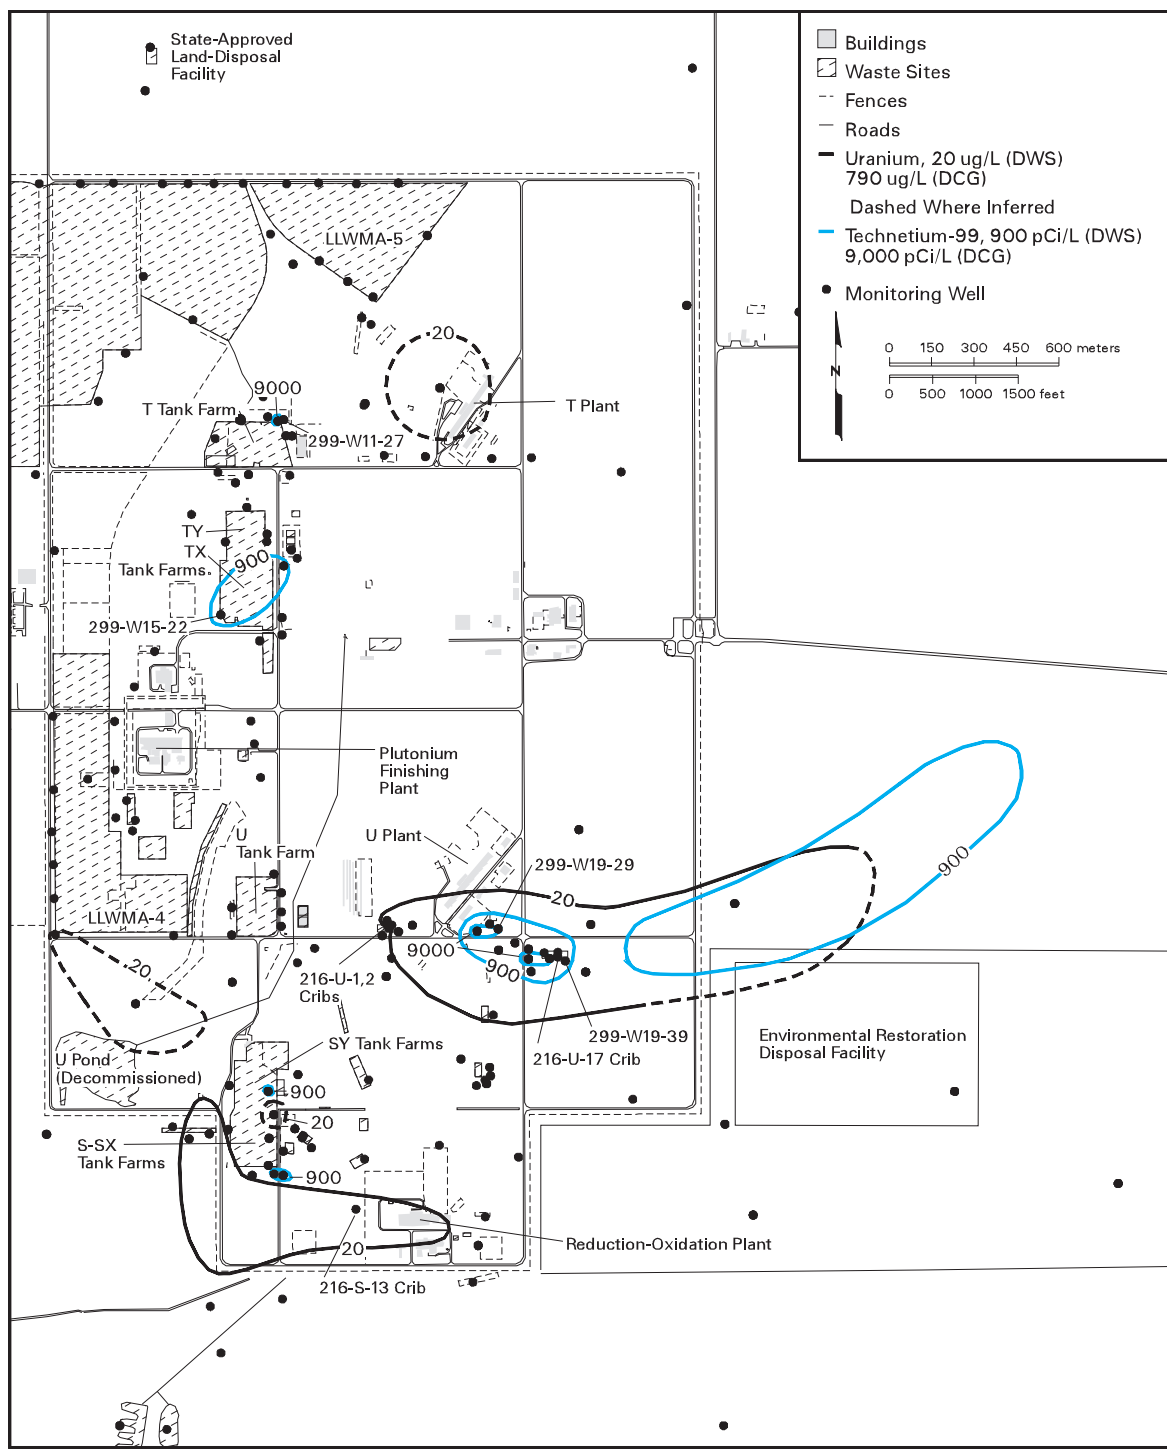 State-Approved
Land-Disposal
Facility
Buildings
Waste Sites
Fences
Roads
Uranium, 20 ug/L (DWS)
790 ug/L (DCG)
Dashed Where Inferred
Technetium-99, 900 pCi/L (DWS)
9,000 pCi/L (DCG)
Monitoring Well
N
0 150 300 450 600 meters
0 500 1000 1500 feet
LLWMA-5
20
9000
T Tank Farm
T Plant
299-W11-27
TY
TX
Tank Farms
900
299-W15-22
Plutonium
Finishing
Plant
U
Tank Farm
U Plant
299-W19-29
20
900
LLWMA-4
9000
900
20
216-U-1,2
Cribs
299-W19-39
216-U-17 Crib
SY Tank Farms
Environmental Restoration
Disposal Facility
U Pond
(Decommissioned)
900
20
S-SX
Tank Farms
900
20
Reduction-Oxidation Plant
216-S-13 Crib